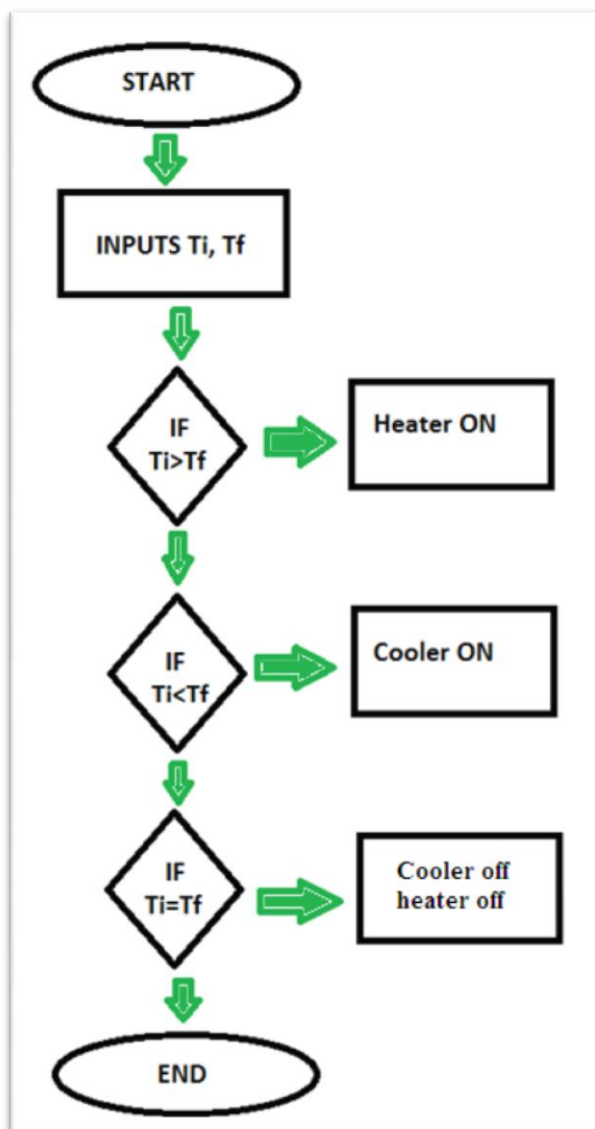 START
INPUTS Ti, Tf
IF
Ti>Tf
Heater ON
IF
Ti<Tf
Cooler ON
IF
Ti=Tf
Cooler off
heater off
END